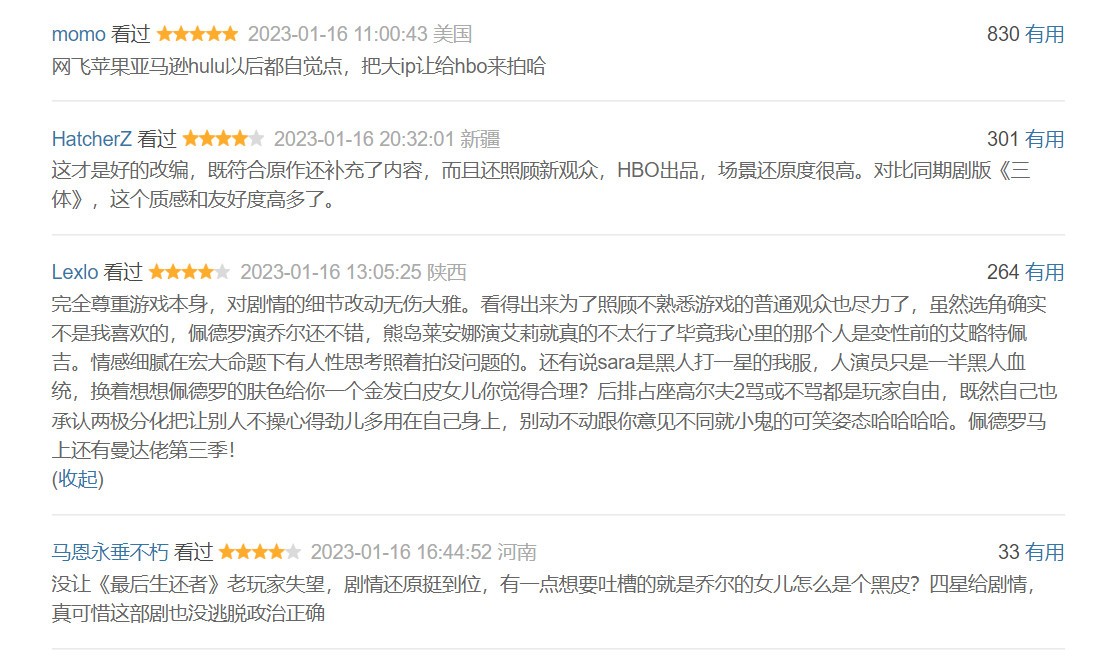 momo 看过 2023-01-16 11:00:43 美国 830 有用
网飞苹果亚马逊hulu以后都自觉点，把大ip让给hbo来拍哈
HatcherZ 看过 2023-01-16 20:32:01 新疆 301 有用
这才是好的改编，既符合原作还补充了内容，而且还照顾新观众，HBO出品，场景还原度很高。对比同期剧版《三
体》，这个质感和友好度高多了。
Lexlo 看过 2023-01-16 13:05:25 陕西 264 有用
完全尊重游戏本身，对剧情的细节改动无伤大雅。看得出来为了照顾不熟悉游戏的普通观众也尽力了，虽然选角确实
不是我喜欢的，佩德罗演乔尔还不错，熊岛莱安娜演艾莉就真的不太行了毕竟我心里的那个人是变性前的艾略特佩
吉。情感细腻在宏大命题下有人性思考照着拍没问题的。还有说sara是黑人打一星的我服，人演员只是一半黑人血
统，换着想想佩德罗的肤色给你一个金发白皮女儿你觉得合理？后排占座高尔夫2骂或不骂都是玩家自由，既然自己也
承认两极分化把让别人不操心得劲儿多用在自己身上，别动不动跟你意见不同就小鬼的可笑姿态哈哈哈哈。佩德罗马
上还有曼达佬第三季！
(收起)
马恩永垂不朽 看过 2023-01-16 16:44:52 河南 33 有用
没让《最后生还者》老玩家失望，剧情还原挺到位，有一点想要吐槽的就是乔尔的女儿怎么是个黑皮？四星给剧情，
真可惜这部剧也没逃脱政治正确